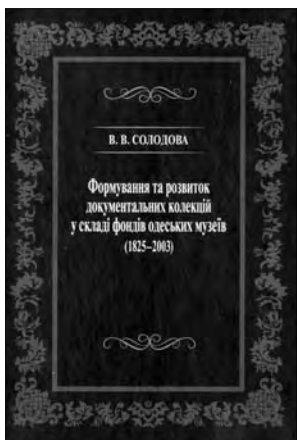 В. В. СОЛОДОВА
Формування та розвиток
документальних колекцій
у складі фондів одеських музеїв
(1825–2003)